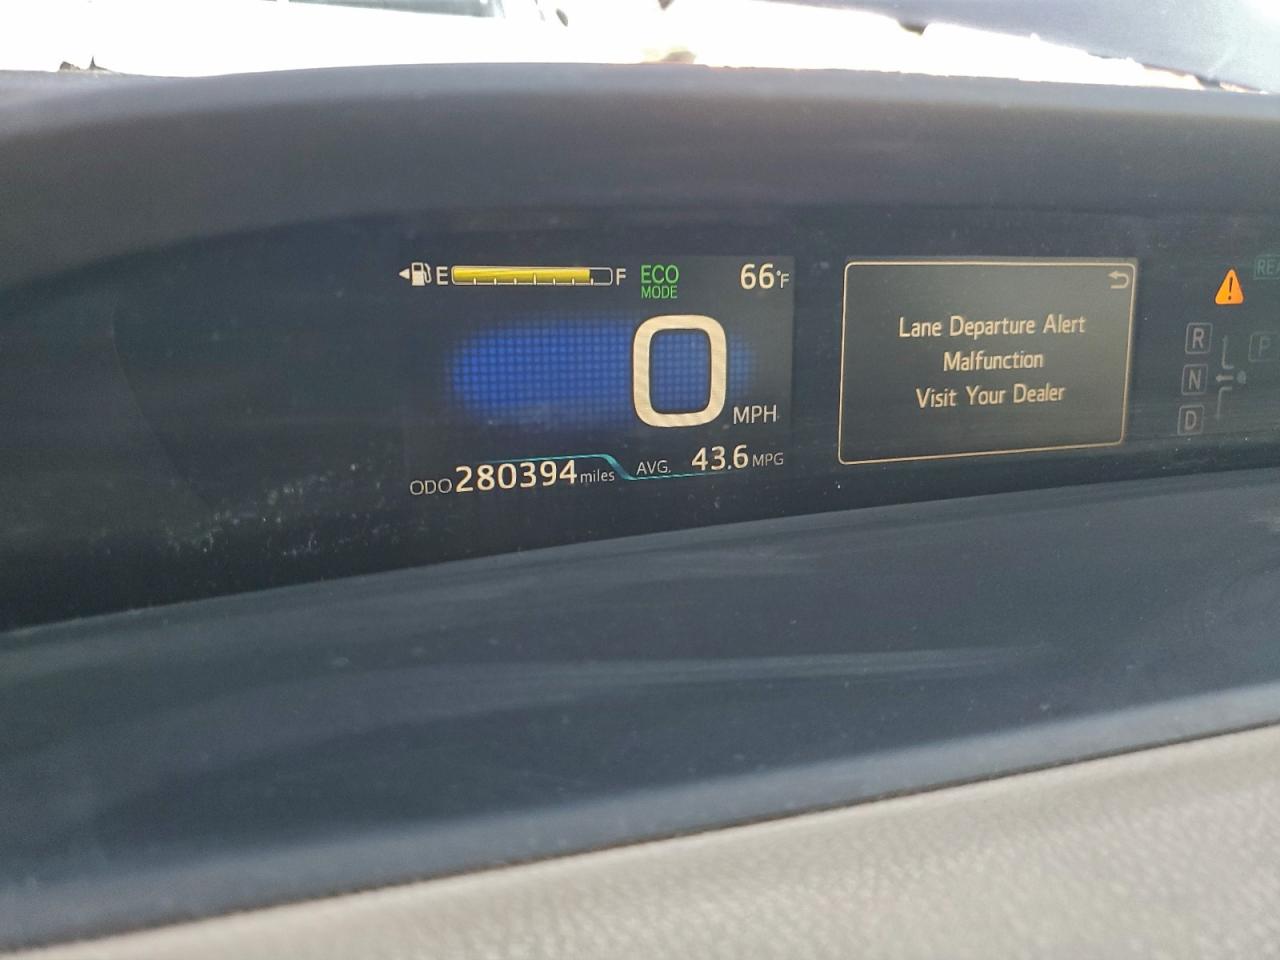 E F ECO 66°F
MODE
0 MPH
ODO 280394 miles AVG. 43.6 MPG
Lane Departure Alert
Malfunction
Visit Your Dealer
!
R P
N
D